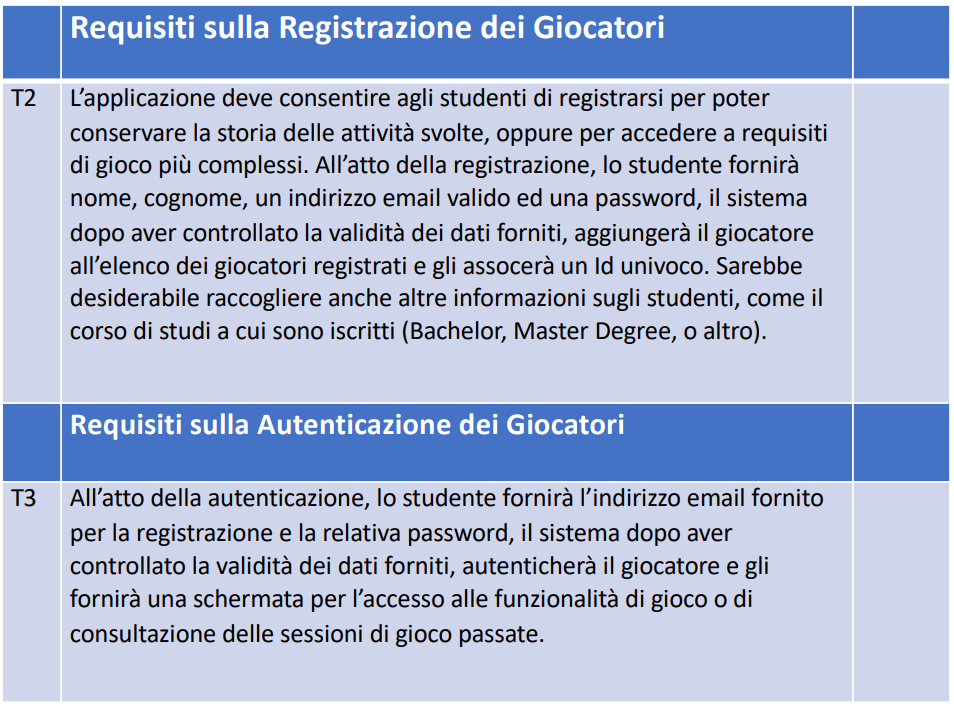 Requisiti sulla Registrazione dei Giocatori
T2 L’applicazione deve consentire agli studenti di registrarsi per poter
conservare la storia delle attività svolte, oppure per accedere a requisiti
di gioco più complessi. All’atto della registrazione, lo studente fornirà
nome, cognome, un indirizzo email valido ed una password, il sistema
dopo aver controllato la validità dei dati forniti, aggiungerà il giocatore
all’elenco dei giocatori registrati e gli assocerà un Id univoco. Sarebbe
desiderabile raccogliere anche altre informazioni sugli studenti, come il
corso di studi a cui sono iscritti (Bachelor, Master Degree, o altro).
Requisiti sulla Autenticazione dei Giocatori
T3 All’atto della autenticazione, lo studente fornirà l’indirizzo email fornito
per la registrazione e la relativa password, il sistema dopo aver
controllato la validità dei dati forniti, autenticherà il giocatore e gli
fornirà una schermata per l’accesso alle funzionalità di gioco o di
consultazione delle sessioni di gioco passate.